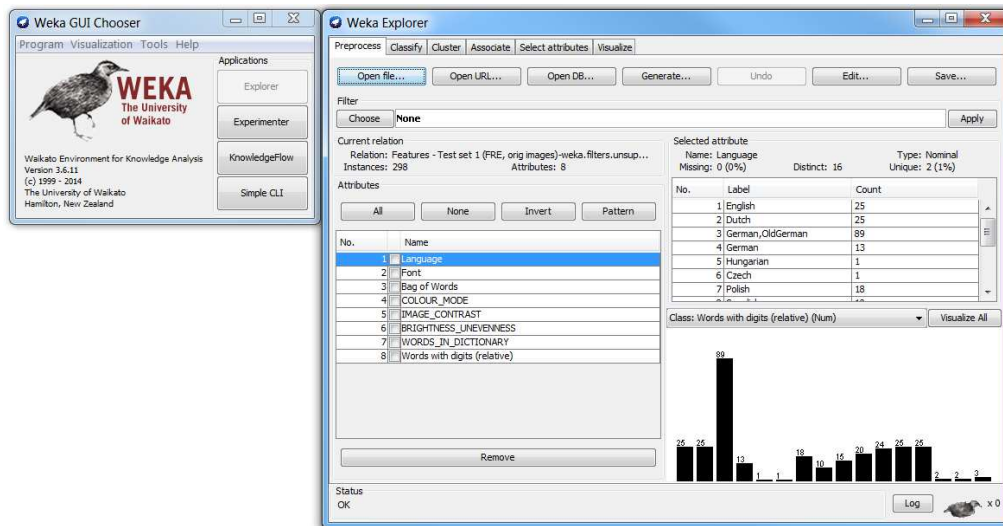 Weka GUI Chooser
Program Visualization Tools Help
WEKA
The University
of Waikato
Waikato Environment for Knowledge Analysis
Version 3.6.11
(c) 1999 - 2014
The University of Waikato
Hamilton, New Zealand
Applications
Explorer
Experimenter
KnowledgeFlow
Simple CLI
Weka Explorer
Preprocess Classify Cluster Associate Select attributes Visualize
Open file... Open URL... Open DB... Generate... Undo Edit... Save...
Filter
Choose None Apply
Current relation
Relation: Features - Test set 1 (FRE, orig images)-weka.filters.unsup...
Instances: 298 Attributes: 8
Attributes
All None Invert Pattern
No. Name
1 Language
2 Font
3 Bag of Words
4 COLOUR_MODE
5 IMAGE_CONTRAST
6 BRIGHTNESS_UNEVENNESS
7 WORDS_IN_DICTIONARY
8 Words with digits (relative)
Remove
Selected attribute
Name: Language Type: Nominal
Missing: 0 (0%) Distinct: 16 Unique: 2 (1%)
No. Label Count
1 English 25
2 Dutch 25
3 German,OldGerman 89
4 German 13
5 Hungarian 1
6 Czech 1
7 Polish 18
Class: Words with digits (relative) (Num) Visualize All
25 25 89 13 1 1 18 10 15 20 24 25 25 2 2 3
Status
OK
Log x 0